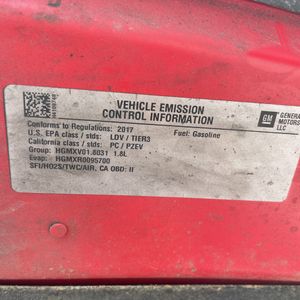 VEHICLE EMISSION
CONTROL INFORMATION
Conforms to Regulations: 2017
U.S. EPA class / stds: LDV / TIER3
Fuel: Gasoline
California class / stds: PC / PZEV
Group: HGMXV01.8031 1.8L
Evap: HGMXR0095700
SFI/HO2S/TWC/AIR, CA OBD: II
GM
GENERAL
MOTORS
LLC